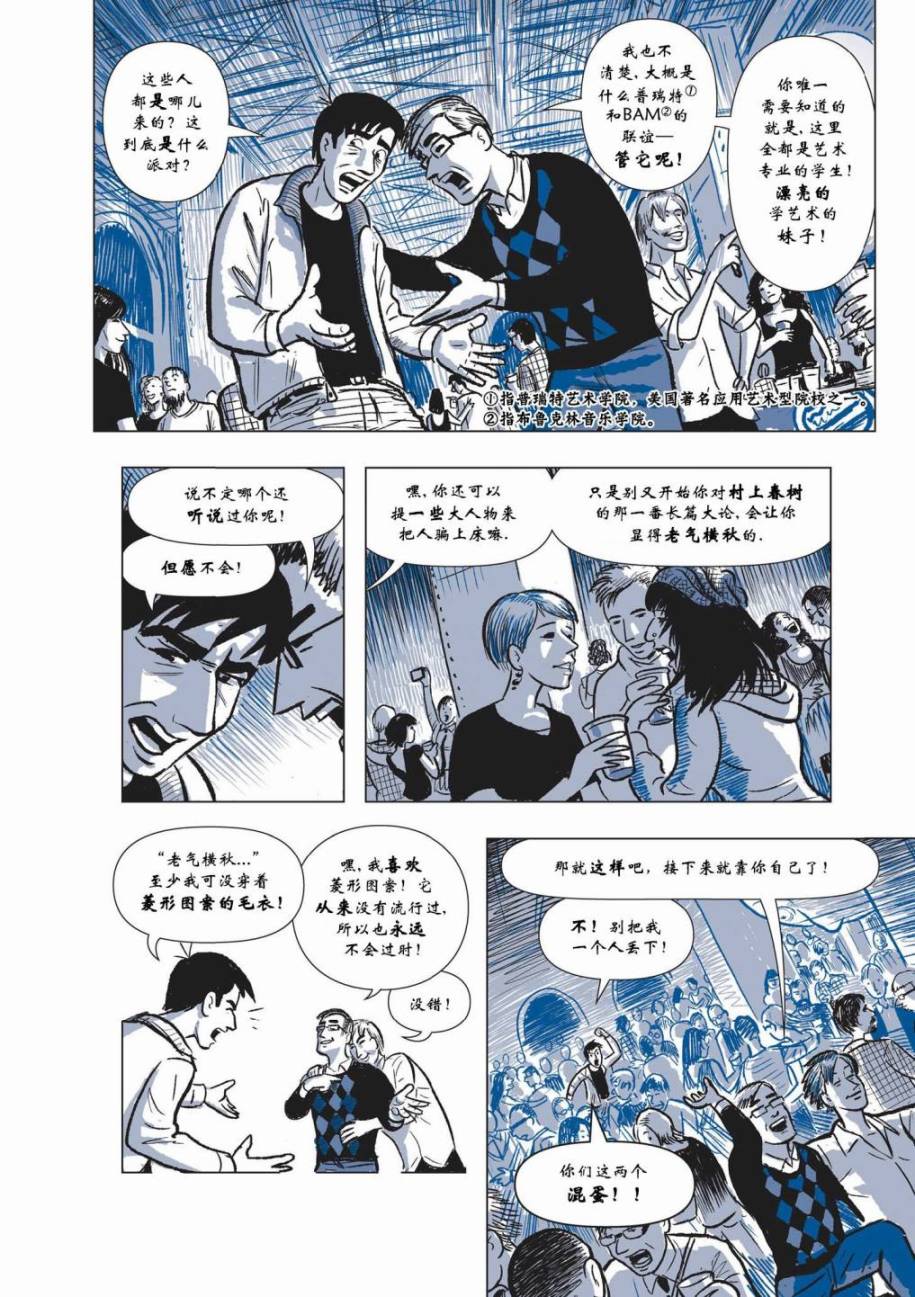 这些人
都是哪儿
来的？这
到底是什么
派对？
我也不
清楚，大概是
什么普瑞特①
和BAM②的
联谊—
管它呢！
你唯一
需要知道的
就是，这里
全都是艺术
专业的学生！
漂亮的
学艺术的
妹子！
①指普瑞特艺术学院，美国著名应用艺术型院校之一。
②指布鲁克林音乐学院。
说不定哪个还
听说过你呢！
但愿不会！
嘿，你还可以
提一些大人物来
把人骗上床嘛.
只是别又开始你对村上春树
的那一番长篇大论，会让你
显得老气横秋的.
“老气横秋...”
至少我可没穿着
菱形图案的毛衣！
嘿，我喜欢
菱形图案！它
从来没有流行过，
所以也永远
不会过时！
没错！
那就这样吧，接下来就靠你自己了！
不！别把我
一个人丢下！
你们这两个
混蛋！！